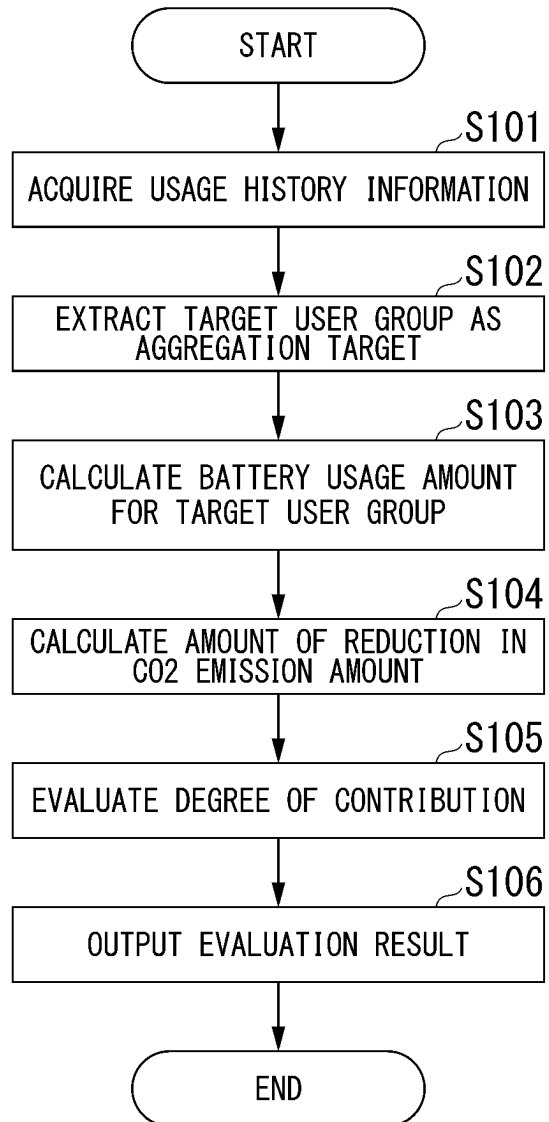 START
S101
ACQUIRE USAGE HISTORY INFORMATION
S102
EXTRACT TARGET USER GROUP AS
AGGREGATION TARGET
S103
CALCULATE BATTERY USAGE AMOUNT
FOR TARGET USER GROUP
S104
CALCULATE AMOUNT OF REDUCTION IN
CO2 EMISSION AMOUNT
S105
EVALUATE DEGREE OF CONTRIBUTION
S106
OUTPUT EVALUATION RESULT
END